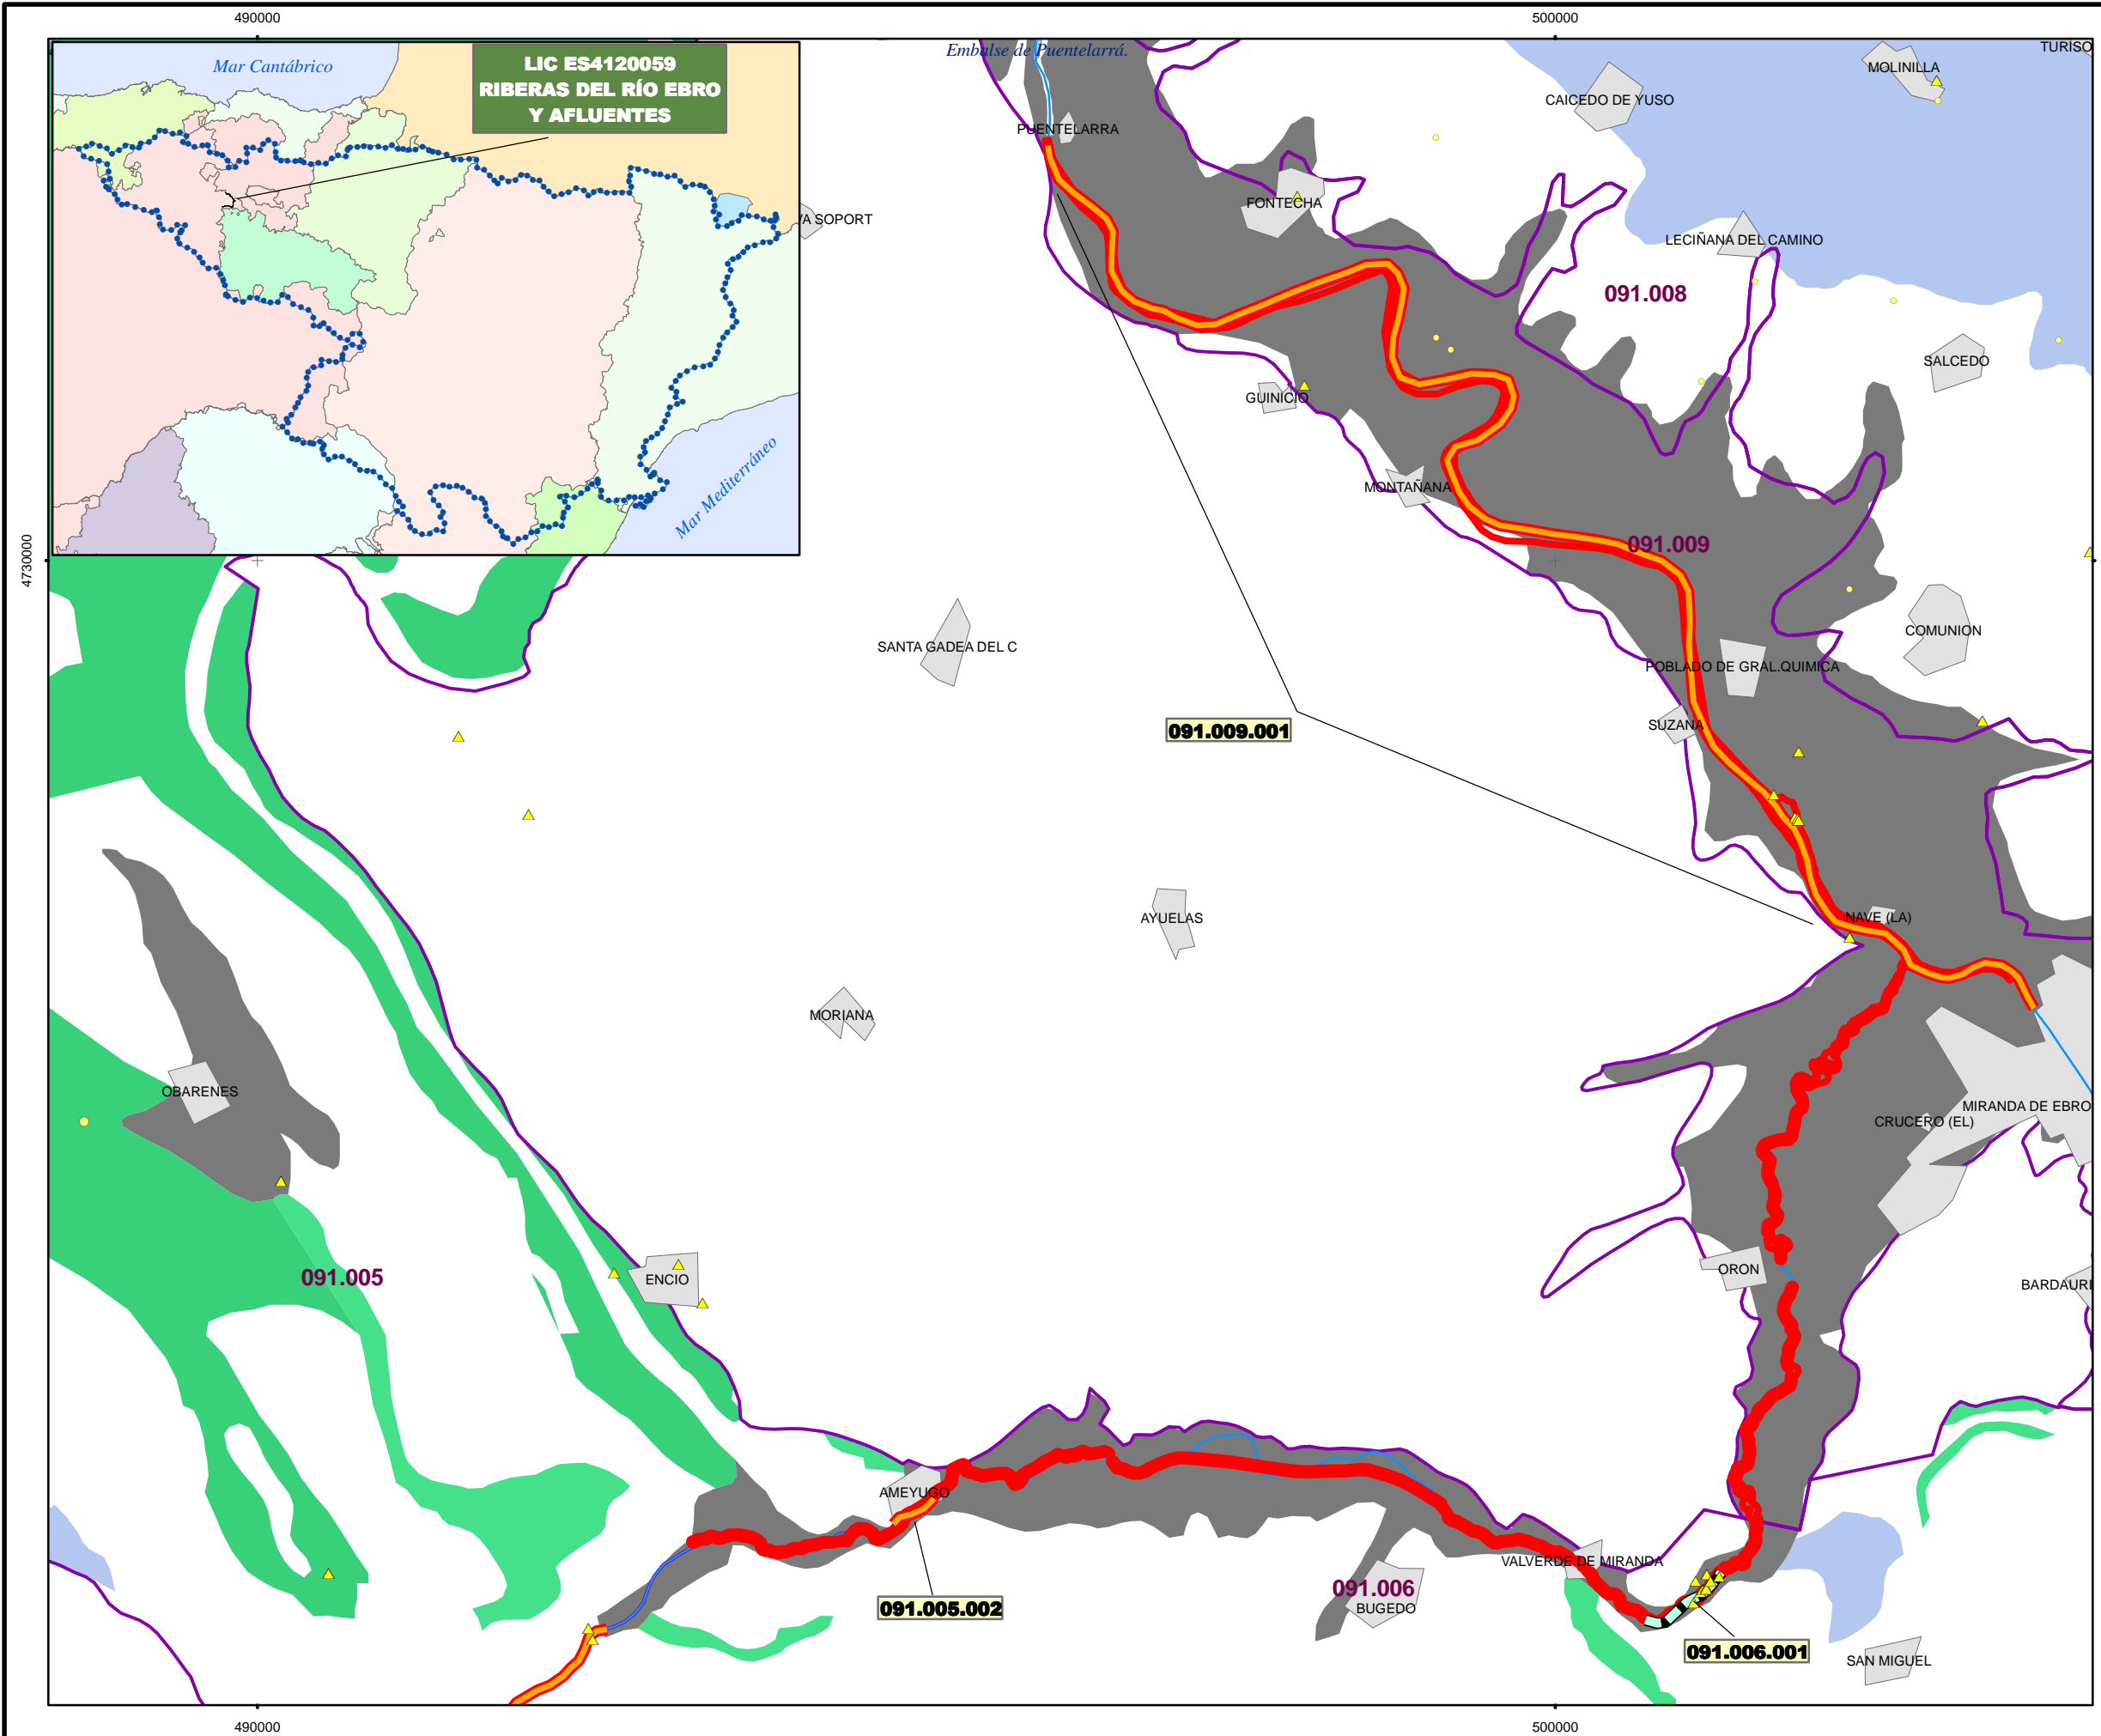 490000
500000
Mar Cantábrico
LIC ES4120059
RIBERAS DEL RÍO EBRO
Y AFLUENTES
Mar Mediterráneo
VA SOPORT
Embalse de Puentelarrá.
TURISO
MOLINILLA
CAICEDO DE YUSO
PUENTELARRA
FONTECHA
LECIÑANA DEL CAMINO
091.008
SALCEDO
GUINICIO
MONTAÑANA
4730000
4730000
091.009
COMUNION
SANTA GADEA DEL C
POBLADO DE GRAL.QUIMICA
SUZANA
091.009.001
AYUELAS
NAVE (LA)
MORIANA
OBARENES
MIRANDA DE EBRO
CRUCERO (EL)
091.005
ENCIO
ORON
BARDAURI
AMEYUGO
VALVERDE DE MIRANDA
091.006
BUGEDO
091.005.002
091.006.001
SAN MIGUEL
490000
500000